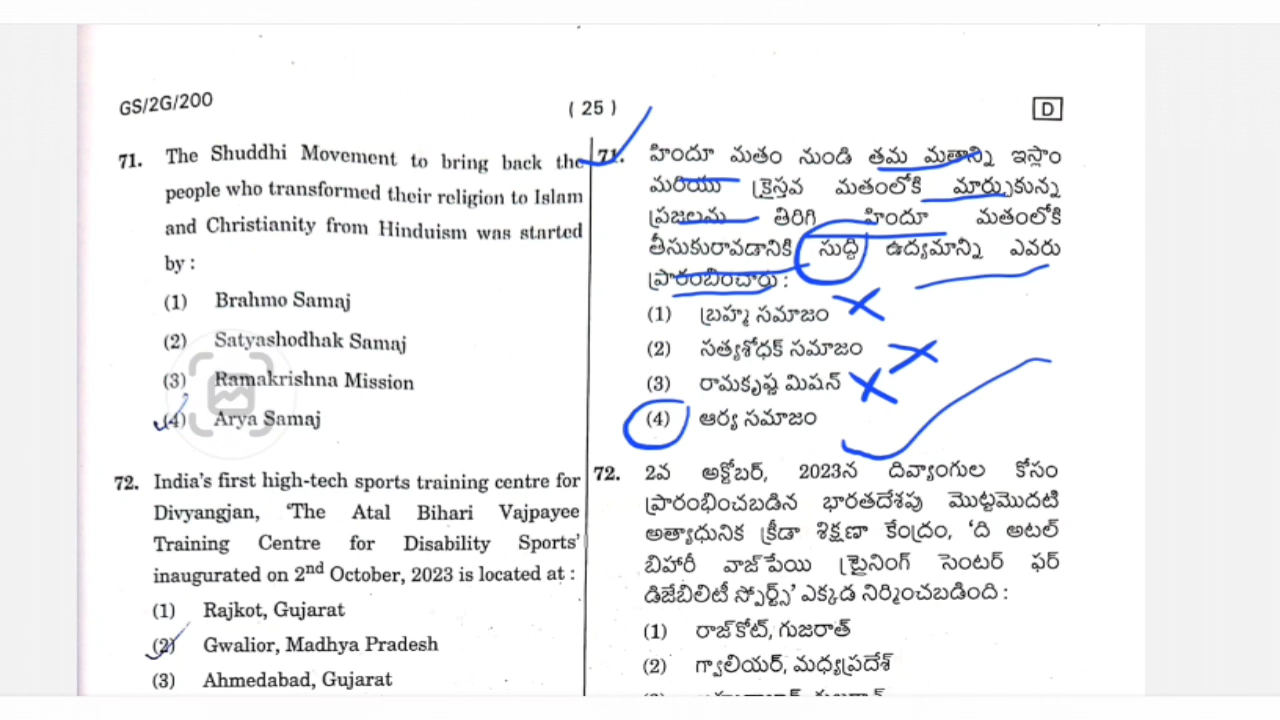 GS/2G/200
( 25 )
D
71. The Shuddhi Movement to bring back the
people who transformed their religion to Islam
and Christianity from Hinduism was started
by :
(1) Brahmo Samaj
(2) Satyashodhak Samaj
(3) Ramakrishna Mission
(4) Arya Samaj
72. India's first high-tech sports training centre for
Divyangjan, 'The Atal Bihari Vajpayee
Training Centre for Disability Sports'
inaugurated on 2nd October, 2023 is located at :
(1) Rajkot, Gujarat
(2) Gwalior, Madhya Pradesh
(3) Ahmedabad, Gujarat
71. హిందూ మతం నుండి తమ మతాన్ని ఇస్లాం
మరియు క్రైస్తవ మతంలోకి మార్చుకున్న
ప్రజలను తిరిగి హిందూ మతంలోకి
తీసుకురావడానికి సుద్ధి ఉద్యమాన్ని ఎవరు
ప్రారంబించారు :
(1) బ్రహ్మ సమాజం
(2) సత్యశోధక్ సమాజం
(3) రామకృష్ణ మిషన్
(4) ఆర్య సమాజం
72. 2వ అక్టోబర్, 2023న దివ్యాంగుల కోసం
ప్రారంభించబడిన భారతదేశపు మొట్టమొదటి
అత్యాధునిక క్రీడా శిక్షణా కేంద్రం, 'ది అటల్
బిహారీ వాజ్‌పేయి ట్రైనింగ్ సెంటర్ ఫర్
డిజేబిలిటీ స్పోర్ట్స్' ఎక్కడ నిర్మించబడింది :
(1) రాజ్‌కోట్, గుజరాత్
(2) గ్వాలియర్, మధ్యప్రదేశ్